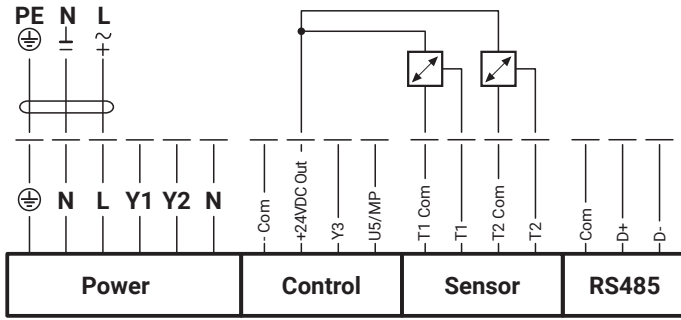 PE N L
N L Y1 Y2 N
- Com
+24VDC Out -
Y3
U5/MP
T1 Com
T1
T2 Com
T2
Com
D+
D-
Power Control Sensor RS485